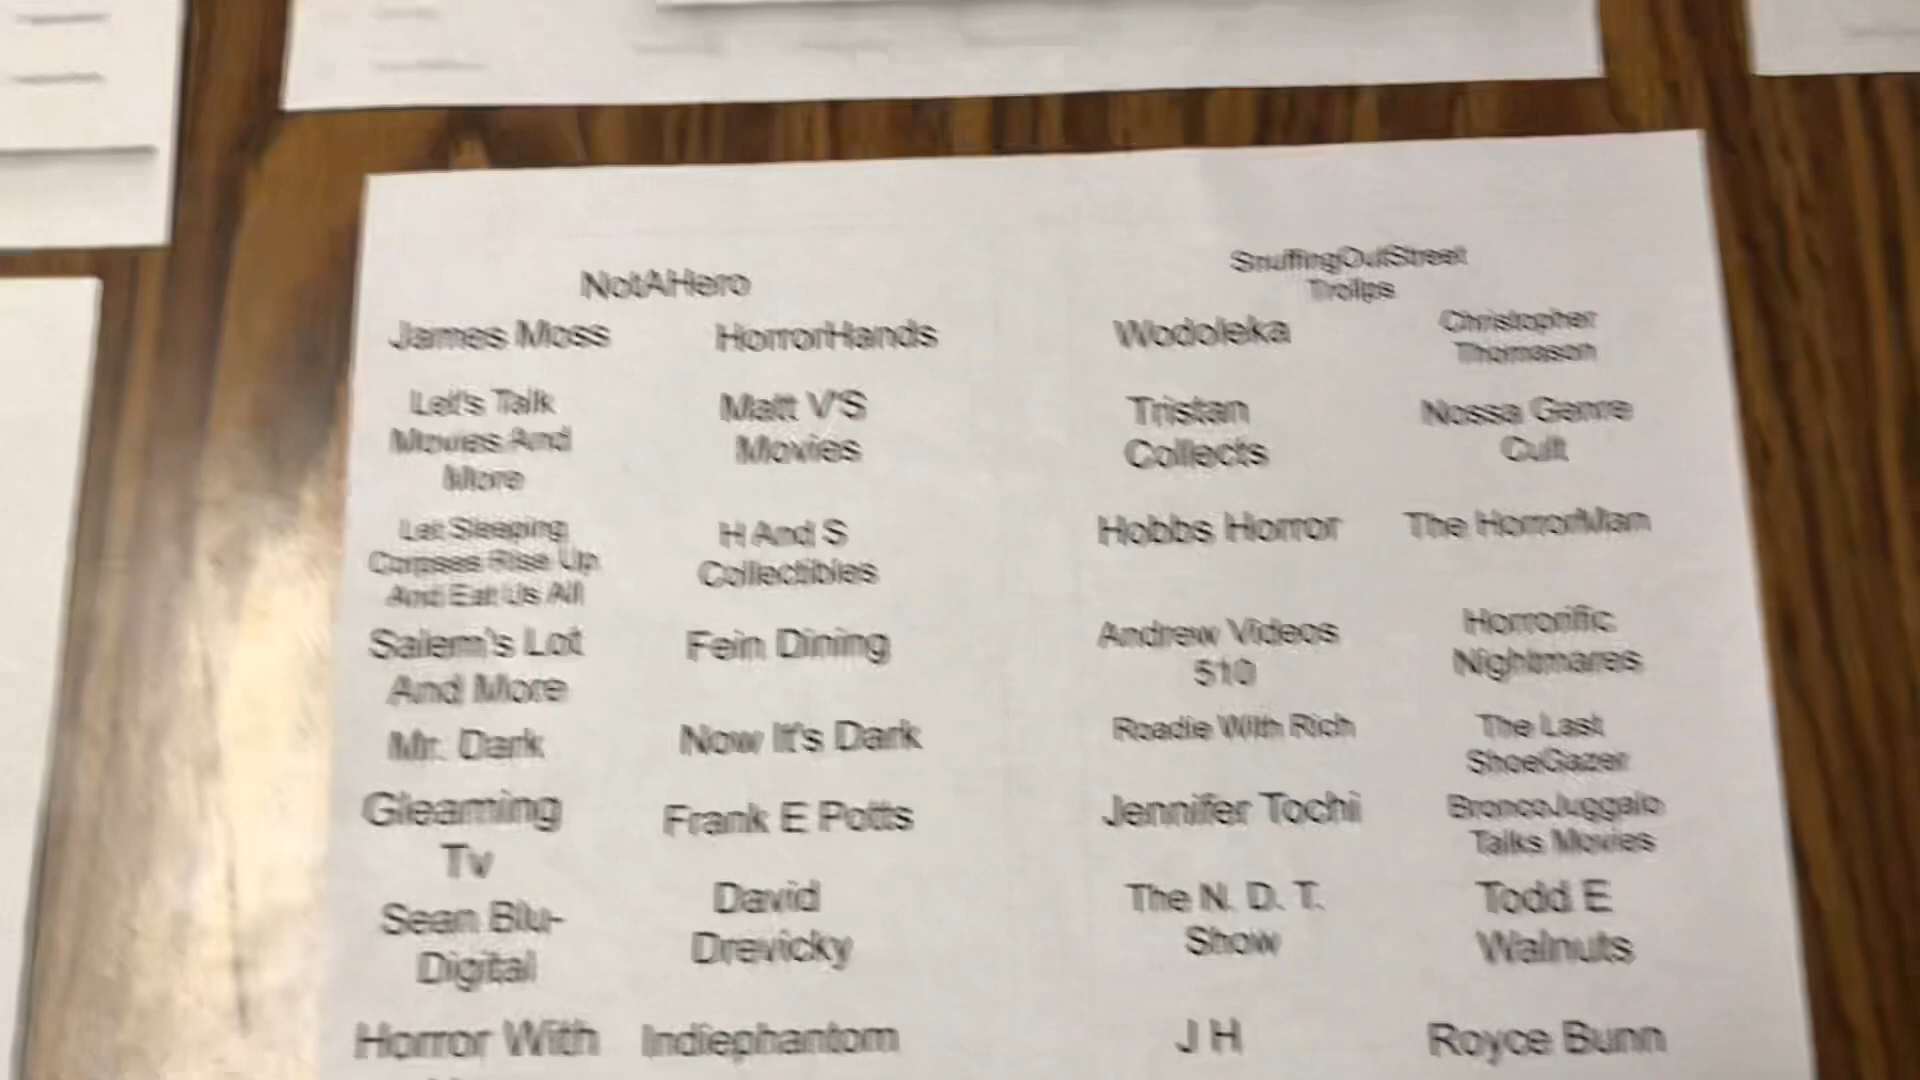 NotAHero
James Moss
HorrorHands
Let's Talk
Movies And
More
Matt V'S
Movies
Let Sleeping
Corpses Rise Up
And Eat Us All
H And S
Collectibles
Salem's Lot
And More
Fein Dining
Mr. Dark
Now It's Dark
Gleaming
Tv
Frank E Potts
Sean Blu-
Digital
David
Drevicky
Horror With
Indiephantom
SnuffingOutStreet
Trollps
Wodoleka
Christopher
Thomason
Tristan
Collects
Nossa Genre
Cult
Hobbs Horror
The HorrorMan
Andrew Videos
510
Horrorific
Nightmares
Roadie With Rich
The Last
ShoeGazer
Jennifer Tochi
BroncoJuggalo
Talks Movies
The N. D. T.
Show
Todd E
Walnuts
J H
Royce Bunn